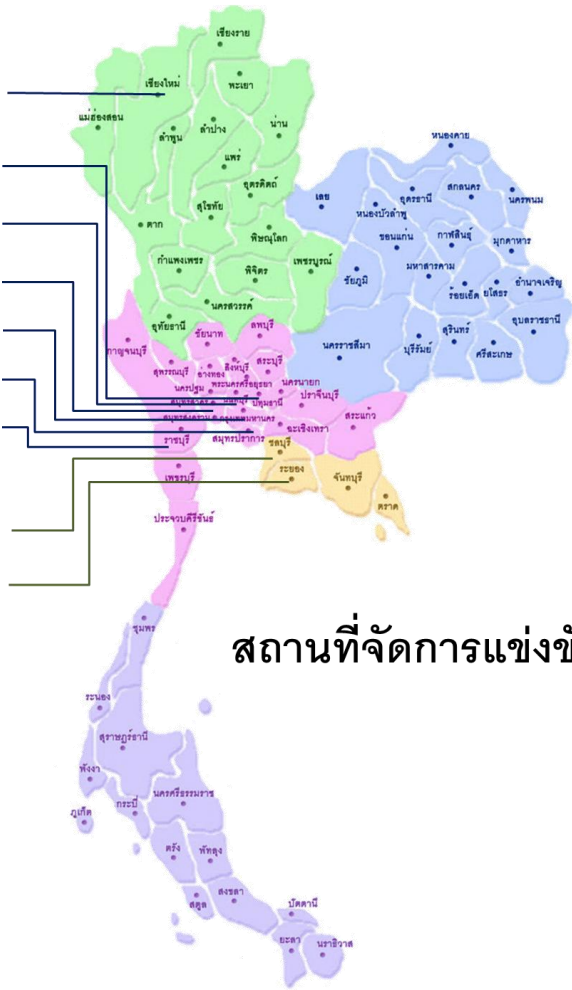 เชียงราย
เชียงใหม่
พะเยา
แม่ฮ่องสอน
ลำปาง
น่าน
ลำพูน
แพร่
หนองคาย
อุตรดิตถ์
เลย
อุดรธานี
สกลนคร
นครพนม
สุโขทัย
หนองบัวลำพู
ตาก
พิษณุโลก
ขอนแก่น
กาฬสินธุ์
มุกดาหาร
กำแพงเพชร
พิจิตร
เพชรบูรณ์
ชัยภูมิ
มหาสารคาม
ร้อยเอ็ด
ยโสธร
อำนาจเจริญ
นครสวรรค์
อุทัยธานี
ชัยนาท
ลพบุรี
นครราชสีมา
บุรีรัมย์
สุรินทร์
ศรีสะเกษ
อุบลราชธานี
กาญจนบุรี
สุพรรณบุรี
อ่างทอง
สิงห์บุรี
สระบุรี
นครปฐม
พระนครศรีอยุธยา
นครนายก
ปราจีนบุรี
ปทุมธานี
สระแก้ว
ฉะเชิงเทรา
ราชบุรี
สมุทรปราการ
ชลบุรี
เพชรบุรี
ระยอง
จันทบุรี
ตราด
ประจวบคีรีขันธ์
ชุมพร
สถานที่จัดการแข่งขั
ระนอง
สุราษฎร์ธานี
พังงา
กระบี่
นครศรีธรรมราช
ภูเก็ต
ตรัง
พัทลุง
สตูล
สงขลา
ปัตตานี
ยะลา
นราธิวาส